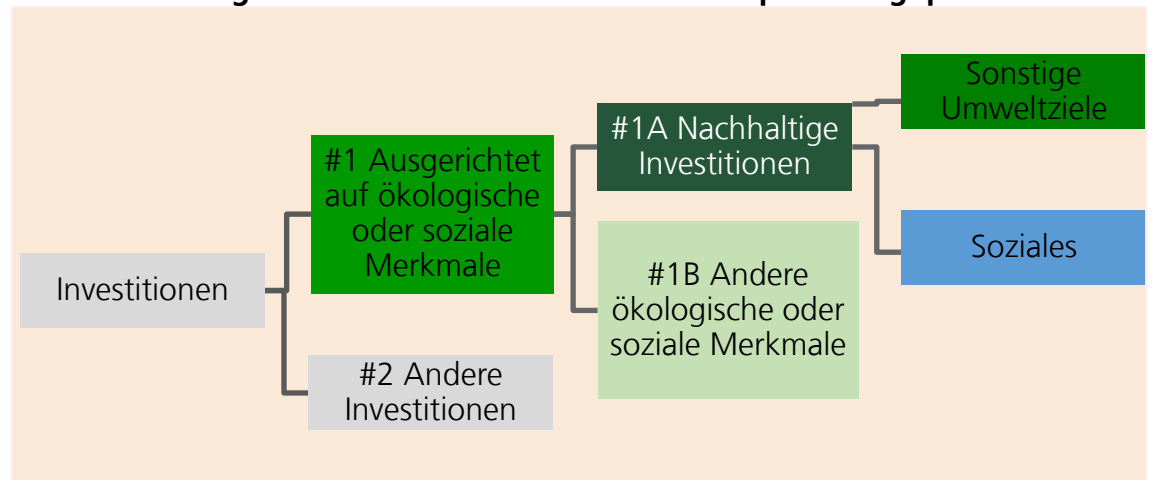 Investitionen
#1 Ausgerichtet
auf ökologische
oder soziale
Merkmale
#2 Andere
Investitionen
#1A Nachhaltige
Investitionen
#1B Andere
ökologische oder
soziale Merkmale
Sonstige
Umweltziele
Soziales